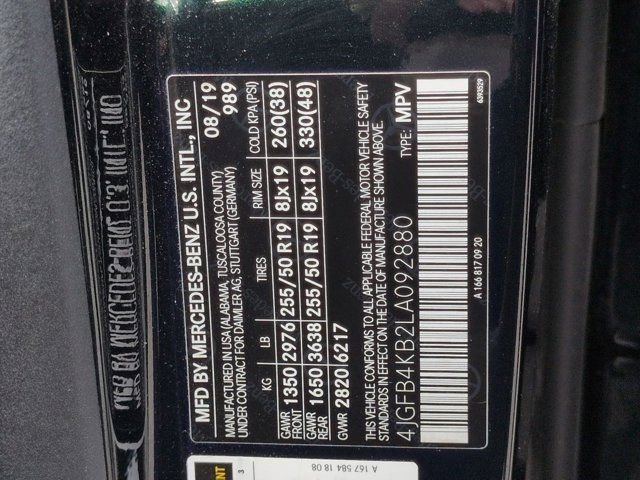 MFD BY MERCEDES-BENZ U.S. INTL., INC 08/19
MANUFACTURED IN USA (ALABAMA, TUSCALOOSA COUNTY) 989
UNDER CONTRACT FOR DAIMLER AG, STUTTGART (GERMANY)
KG LB TIRES RIM SIZE COLD KPA (PSI)
GAWR FRONT 1350 2976 255/50 R19 8Jx19 260(38)
GAWR REAR 1650 3638 255/50 R19 8Jx19 330(48)
GVWR 2820 6217
THIS VEHICLE CONFORMS TO ALL APPLICABLE FEDERAL MOTOR VEHICLE SAFETY
STANDARDS IN EFFECT ON THE DATE OF MANUFACTURE SHOWN ABOVE.
4JGFB4KB2LA092880 TYPE: MPV
A 166 817 09 20 6393529
A 167 584 18 08
3